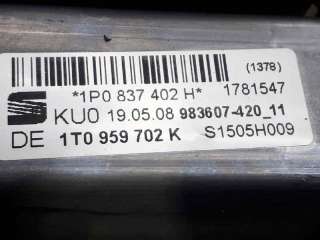 (1378)
*1P0 837 402 H* 1781547
KU0 19.05.08 983607-420_11
DE 1T0 959 702 K S1505H009